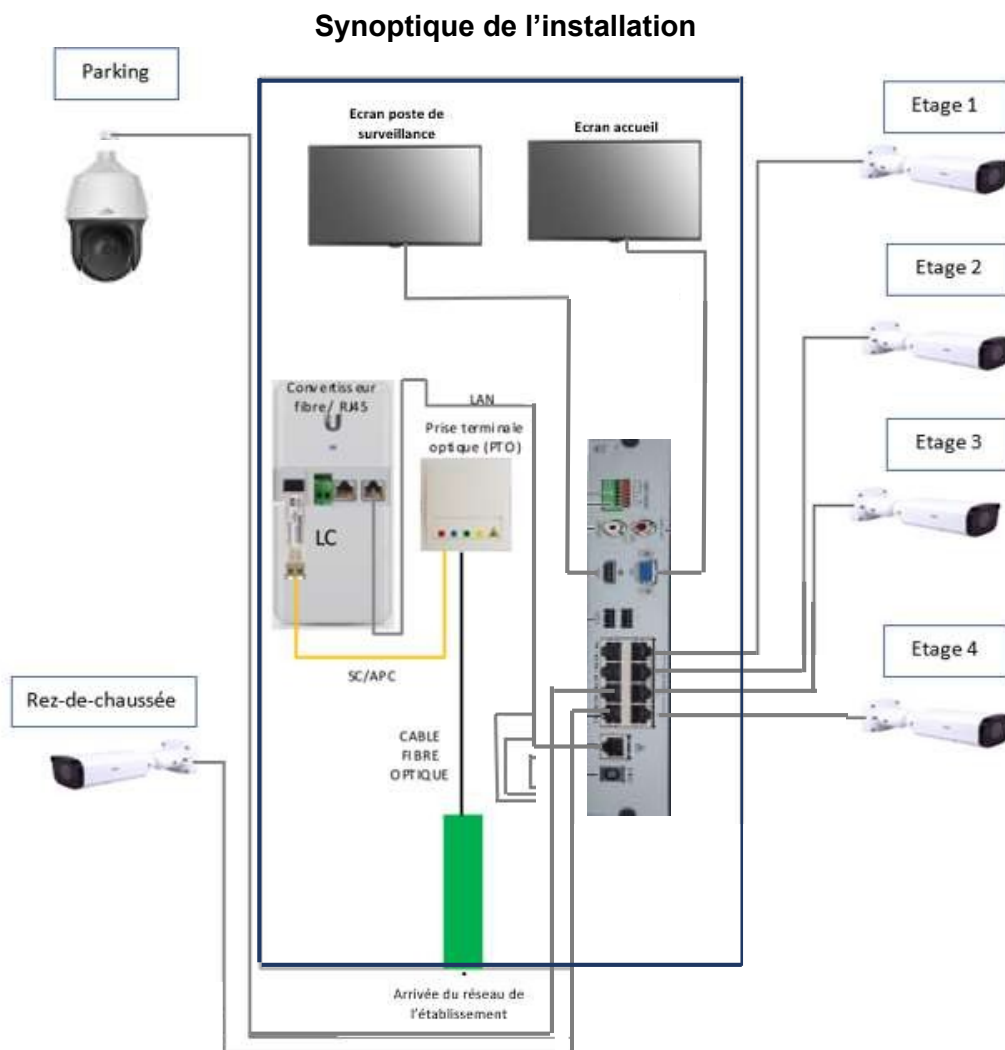 Synoptique de l’installation
Parking
Ecran poste de
surveillance
Ecran accueil
Etage 1
Etage 2
Convertisseur
fibre/ RJ45
LAN
Prise terminale
optique (PTO)
Etage 3
LC
SC/APC
Etage 4
Rez-de-chaussée
CABLE
FIBRE
OPTIQUE
Arrivée du réseau de
l’établissement